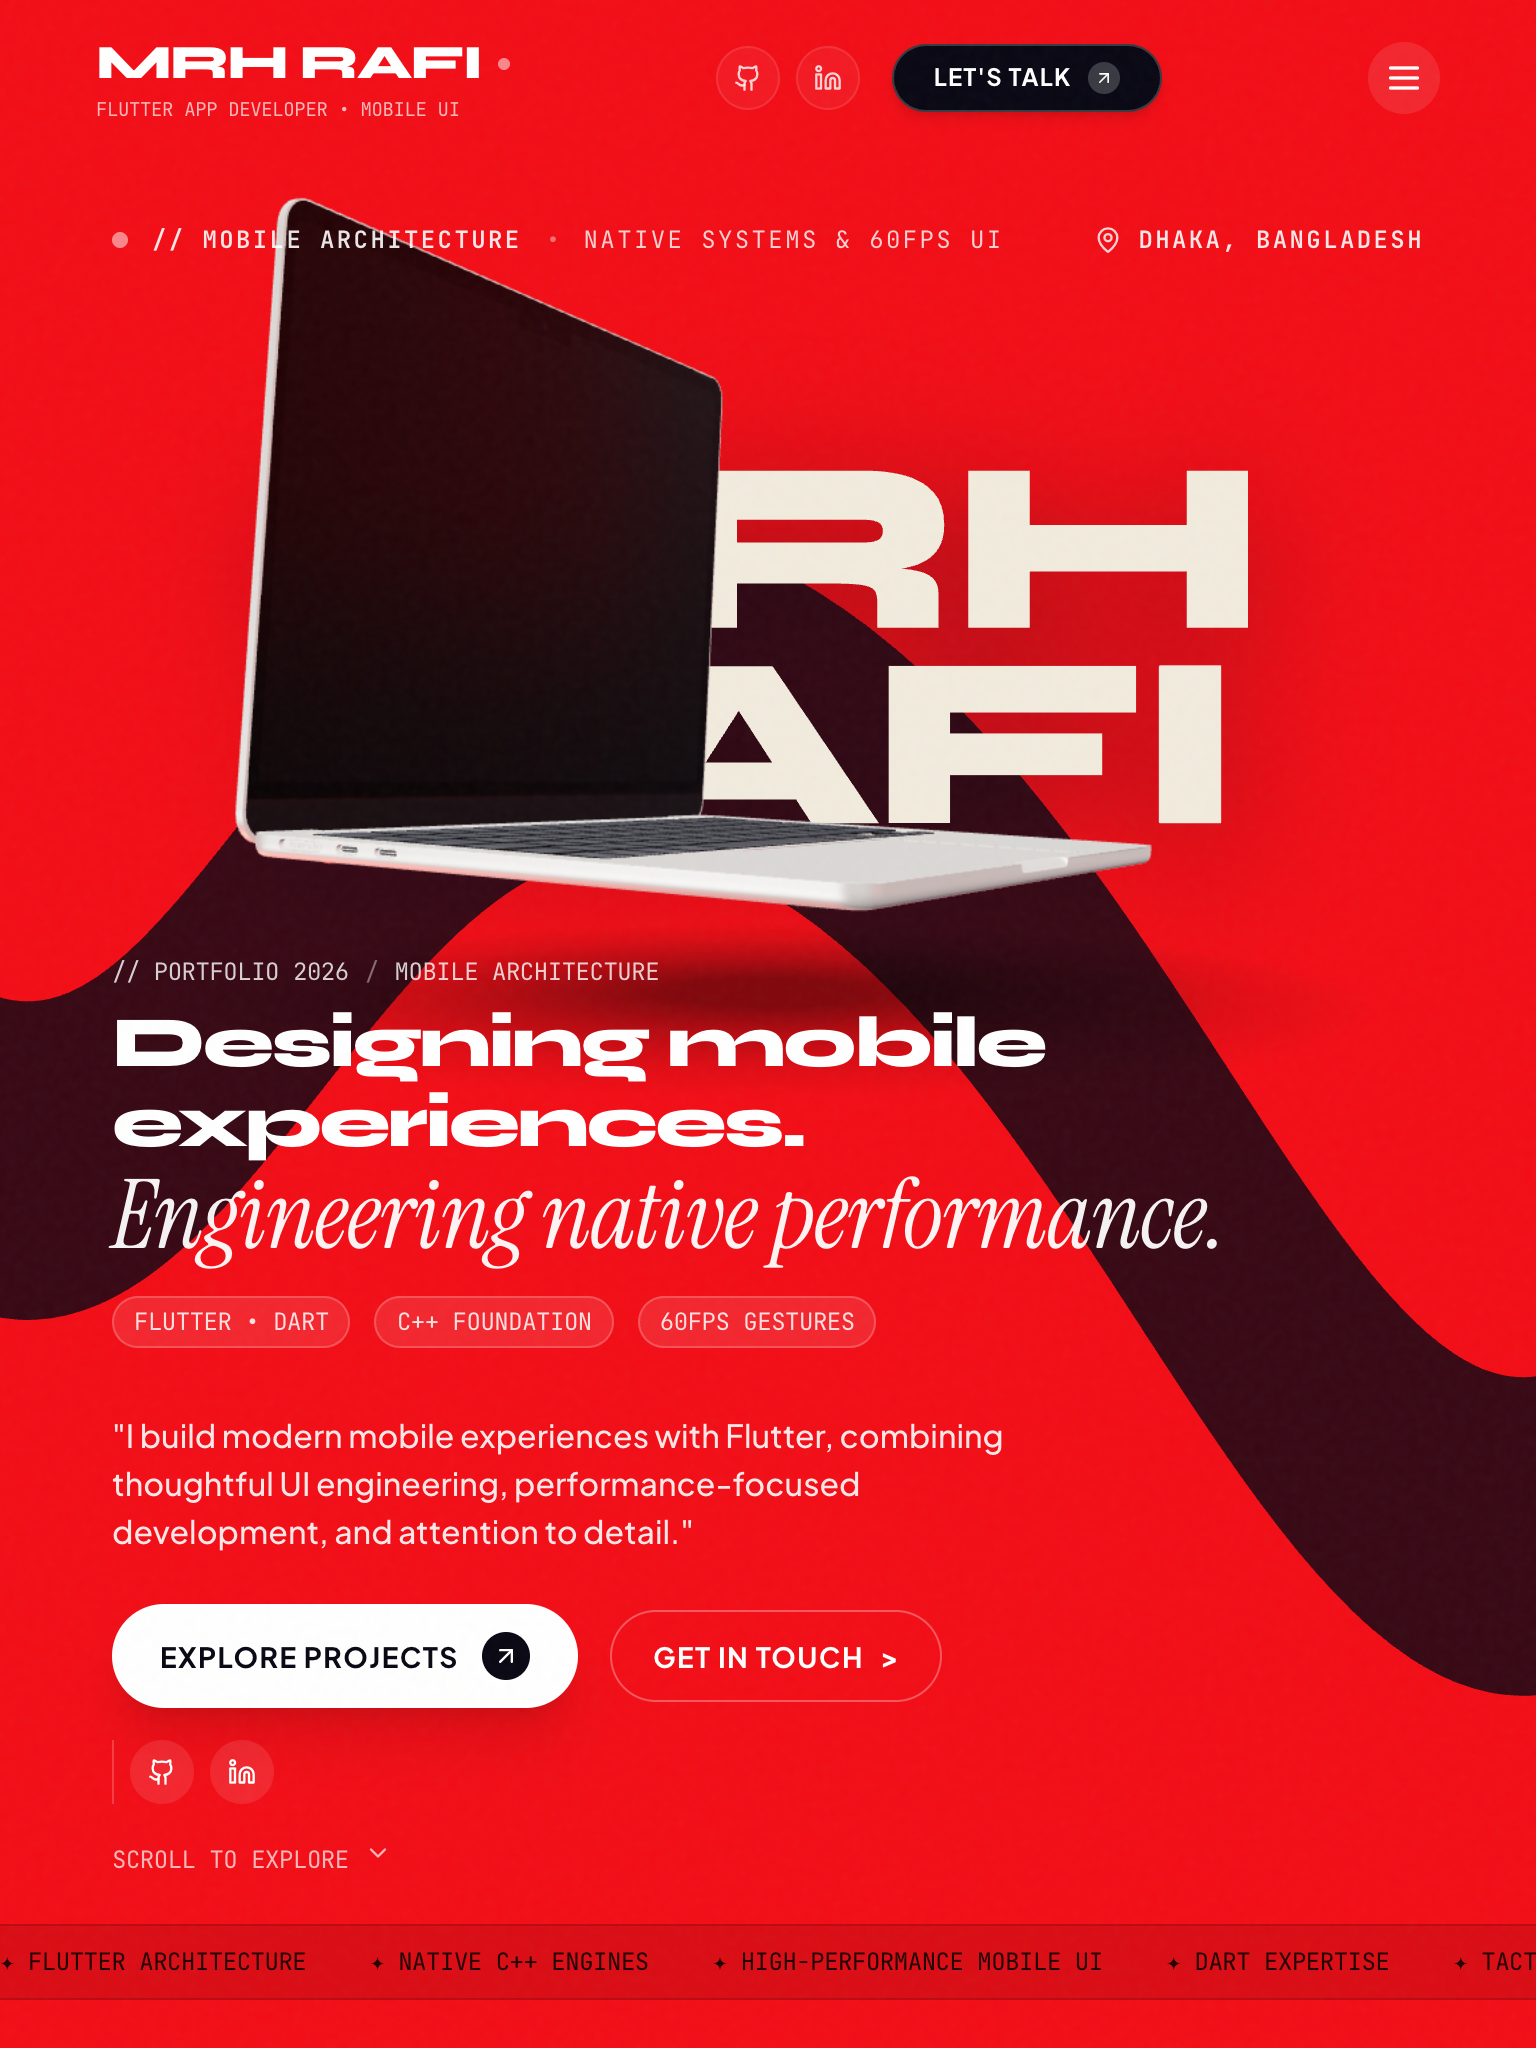 MRH RAFI
FLUTTER APP DEVELOPER • MOBILE UI
LET'S TALK
// MOBILE ARCHITECTURE • NATIVE SYSTEMS & 60FPS UI
DHAKA, BANGLADESH
RH
AFI
// PORTFOLIO 2026 / MOBILE ARCHITECTURE
Designing mobile
experiences.
Engineering native performance.
FLUTTER • DART
C++ FOUNDATION
60FPS GESTURES
"I build modern mobile experiences with Flutter, combining
thoughtful UI engineering, performance-focused
development, and attention to detail."
EXPLORE PROJECTS
GET IN TOUCH >
SCROLL TO EXPLORE
✦ FLUTTER ARCHITECTURE ✦ NATIVE C++ ENGINES ✦ HIGH-PERFORMANCE MOBILE UI ✦ DART EXPERTISE ✦ TACT